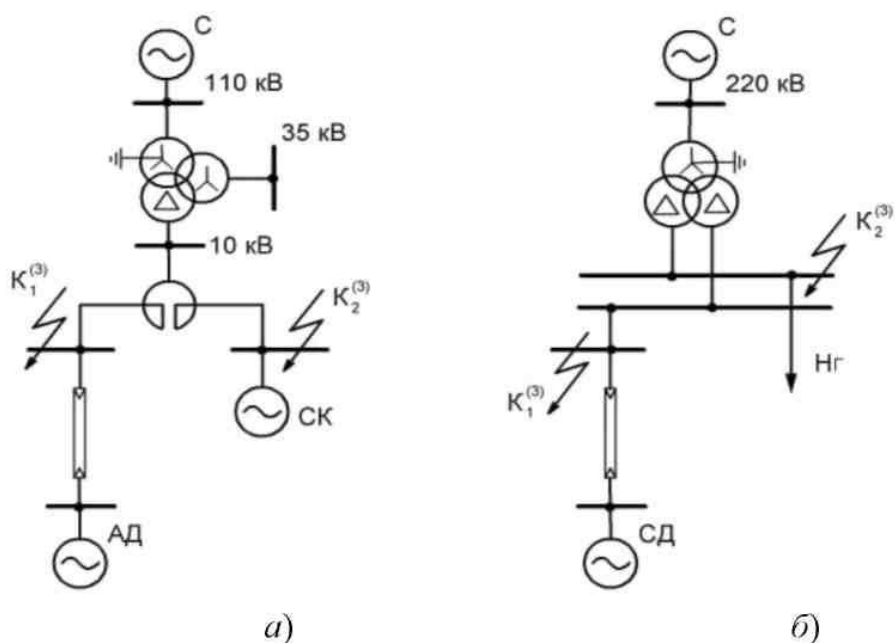 С
110 кВ
35 кВ
10 кВ
К₁⁽³⁾
К₂⁽³⁾
СК
АД
а)
С
220 кВ
К₂⁽³⁾
Нг
К₁⁽³⁾
СД
б)